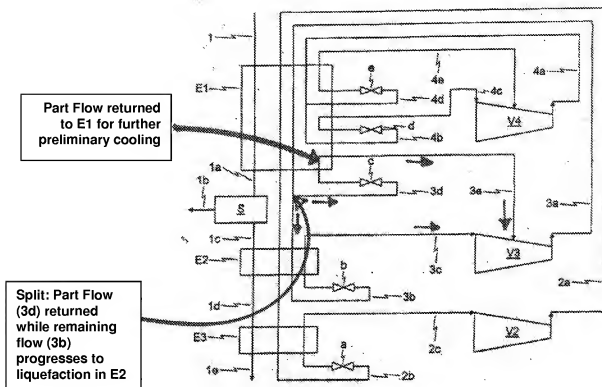 1
E1
e
4e
4c
4a
4d
d
4b
V4
Part Flow returned
to E1 for further
preliminary cooling
1a
c
3d
3e
3a
1b
S
1c
E2
b
3c
V3
3b
2a
Split: Part Flow
(3d) returned
while remaining
flow (3b)
progresses to
liquefaction in E2
1d
E3
a
2c
V2
2b
1e